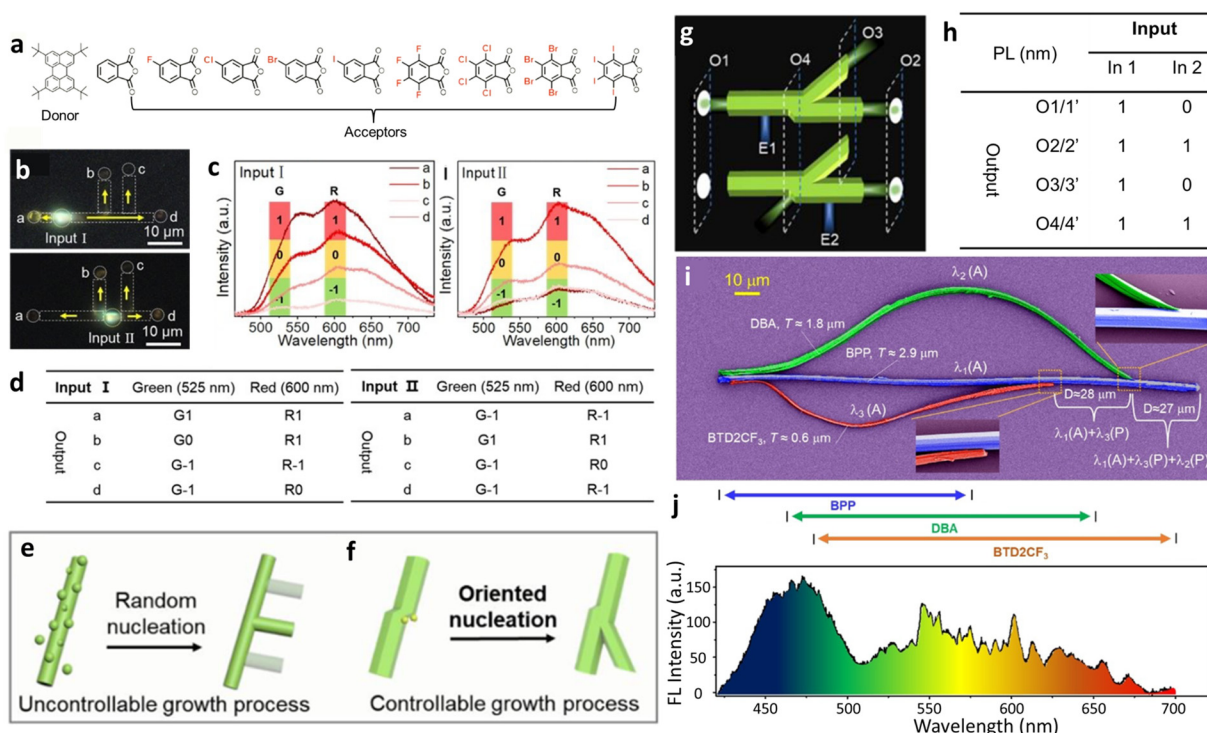 a
F
Cl
Br
I
F
F
F
F
Cl
Cl
Cl
Cl
Br
Br
Br
Br
I
I
I
I
O O O O O O O O O
O O O O O O O O O
O O O O O O O O O
Donor
Acceptors
b
b
c
a
d
Input I
10 μm
b
c
a
d
Input II
10 μm
c
Input I
G R
a
b
c
d
1 1
0 0
-1 -1
Intensity (a.u.)
500 550 600 650 700
Wavelength (nm)
I
Input II
G R
a
b
c
d
1 1
0 0
-1 -1
Intensity (a.u.)
500 550 600 650 700
Wavelength (nm)
d
Input I Green (525 nm) Red (600 nm)
Output
a G1 R1
b G0 R1
c G-1 R-1
d G-1 R0
Input II Green (525 nm) Red (600 nm)
Output
a G-1 R-1
b G1 R1
c G-1 R0
d G-1 R-1
e
Random
nucleation
Uncontrollable growth process
f
Oriented
nucleation
Controllable growth process
g
O3
O1 O4 O2
E1
E2
h
PL (nm) Input
In 1 In 2
Output
O1/1' 1 0
O2/2' 1 1
O3/3' 1 0
O4/4' 1 1
i
10 μm
λ2 (A)
DBA, T ≈ 1.8 μm
BPP, T ≈ 2.9 μm
λ1(A)
λ3(A)
D≈28 μm
D≈27μm
λ1(A)+λ3(P)
BTD2CF3, T ≈ 0.6 μm
λ1(A)+λ3(P)+λ2(P)
BPP
j
DBA
BTD2CF3
FL Intensity (a.u.)
150
100
50
0
450 500 550 600 650 700
Wavelength (nm)